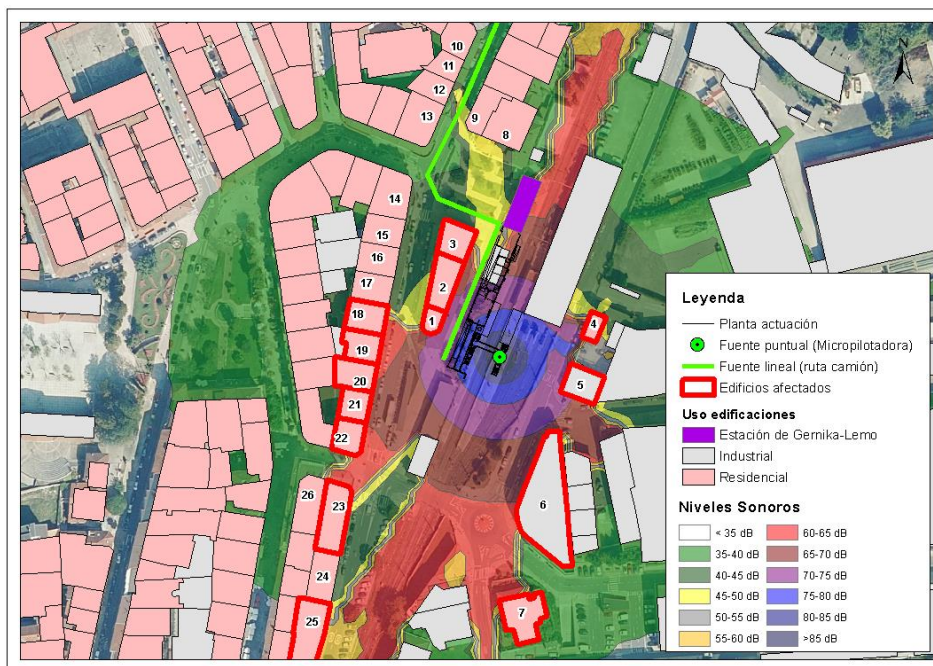 N
10
11
12
13
9
8
14
15
16
17
3
2
1
18
19
20
21
22
4
5
6
26
23
24
25
7
Leyenda
Planta actuación
Fuente puntual (Micropilotadora)
Fuente lineal (ruta camión)
Edificios afectados
Uso edificaciones
Estación de Gernika-Lemo
Industrial
Residencial
Niveles Sonoros
< 35 dB
60-65 dB
35-40 dB
65-70 dB
40-45 dB
70-75 dB
45-50 dB
75-80 dB
50-55 dB
80-85 dB
55-60 dB
>85 dB